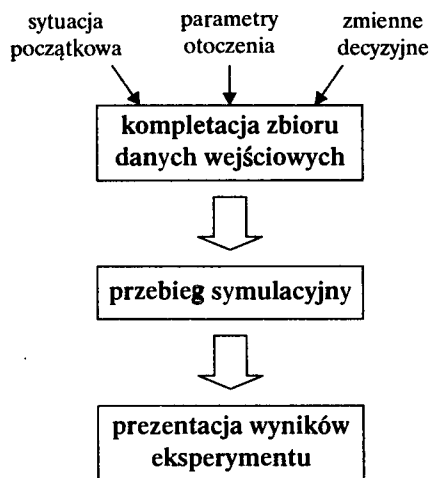 sytuacja
początkowa
parametry
otoczenia
zmienne
decyzyjne
kompletacja zbioru
danych wejściowych
przebieg symulacyjny
prezentacja wyników
eksperymentu